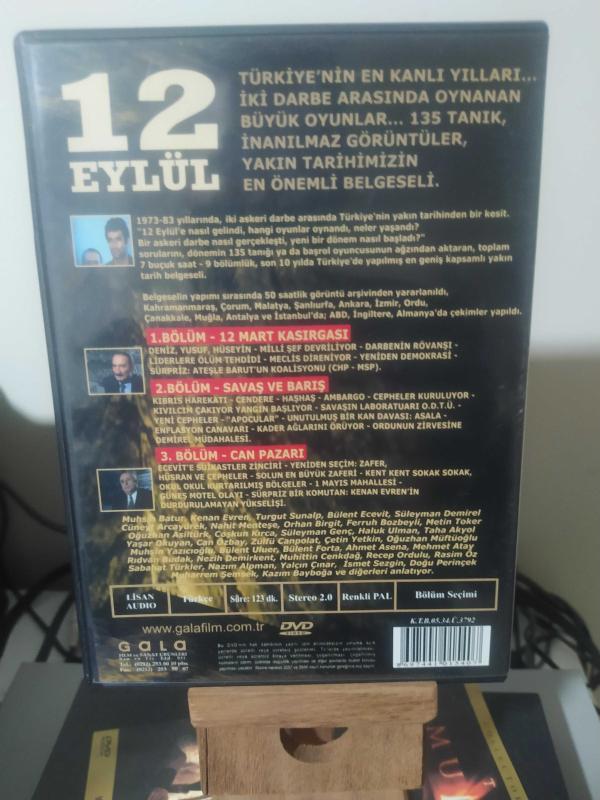 12
EYLÜL
TÜRKİYE'NİN EN KANLI YILLARI...
İKİ DARBE ARASINDA OYNANAN
BÜYÜK OYUNLAR... 135 TANIK,
İNANILMAZ GÖRÜNTÜLER,
YAKIN TARİHİMİZİN
EN ÖNEMLİ BELGESELİ.
1973-83 yıllarında, iki askeri darbe arasında Türkiye'nin yakın tarihinden bir kesit.
"12 Eylül'e nasıl gelindi, hangi oyunlar oynandı, neler yaşandı?
Bir askeri darbe nasıl gerçekleşti, yeni bir dönem nasıl başladı?"
sorularını, dönemin 135 tanığı ya da başrol oyuncusunun ağzından aktaran, toplam
7 buçuk saat - 9 bölümlük, son 10 yılda Türkiye'de yapılmış en geniş kapsamlı yakın
tarih belgeseli.
Belgeselin yapımı sırasında 50 saatlik görüntü arşivinden yararlanıldı.
Kahramanmaraş, Çorum, Malatya, Şanlıurfa, Ankara, İzmir, Ordu,
Çanakkale, Muğla, Antalya ve İstanbul'da; ABD, İngiltere, Almanya'da çekimler yapıldı.
1.BÖLÜM - 12 MART KASIRGASI
DENİZ, YUSUF, HÜSEYİN - MİLLİ ŞEF DEVRİLİYOR - DARBENİN RÖVANŞI -
LİDERLERE ÖLÜM TEHDİDİ - MECLİS DİRENİYOR - YENİDEN DEMOKRASİ -
SÜRPRİZ: ATEŞLE BARUT'UN KOALİSYONU (CHP - MSP).
2.BÖLÜM - SAVAŞ VE BARIŞ
KIBRIS HAREKÂTI - CENDERE - HAŞHAŞ - AMBARGO - CEPHELER KURULUYOR -
KIVILCIM ÇAKIYOR YANGIN BAŞLIYOR - SAVAŞIN LABORATUARI O.D.T.Ü. -
YENİ CEPHELER - "APOCULAR" - UNUTULMUŞ BİR KAN DAVASI: ASALA -
ENFLASYON CANAVARI - KADER AĞLARINI ÖRÜYOR - ORDUNUN ZİRVESİNE
DEMİREL MÜDAHALESİ.
3. BÖLÜM - CAN PAZARI
ECEVİT'E SUİKASTLER ZİNCİRİ - YENİDEN SEÇİM: ZAFER,
HÜSRAN VE CEPHELER - SOLUN EN BÜYÜK ZAFERİ - KENT KENT SOKAK SOKAK,
OKUL OKUL KURTARILMIŞ BÖLGELER - 1 MAYIS MAHALLESİ -
GÜNEŞ MOTEL OLAYI - SÜRPRİZ BİR KOMUTAN: KENAN EVREN'İN
DURDURULAMAYAN YÜKSELİŞİ.
Muhsin Batur, Kenan Evren, Turgut Sunalp, Bülent Ecevit, Süleyman Demirel
Cüneyt Arcayürek, Nahit Menteşe, Orhan Birgit, Ferruh Bozbeyli, Metin Toker
Oğuzhan Asiltürk, Coşkun Kırca, Süleyman Genç, Haluk Ulman, Taha Akyol
Yaşar Okuyan, Can Özbay, Zülfü Canpolat, Çetin Yetkin, Oğuzhan Müftüoğlu
Muhsin Yazıcıoğlu, Bülent Uluer, Bülent Forta, Ahmet Asena, Mehmet Atay
Rıdvan Budak, Nezih Demirkent, Muhittin Cenkdağ, Recep Ordulu, Rasim Öz
Sabahat Türkler, Nazım Alpman, Yalçın Çınar, İsmet Sezgin, Doğu Perinçek
Muharrem Şemsek, Kazım Bayboğa ve diğerleri anlatıyor.
LİSAN AUDIO Türkçe Süre: 123 dk. Stereo 2.0 Renkli PAL Bölüm Seçimi
www.galafilm.com.tr
DVD
VIDEO
K.T.B.05.34.Ü.3792
GALA
FİLM ve SANAT ÜRÜNLERİ